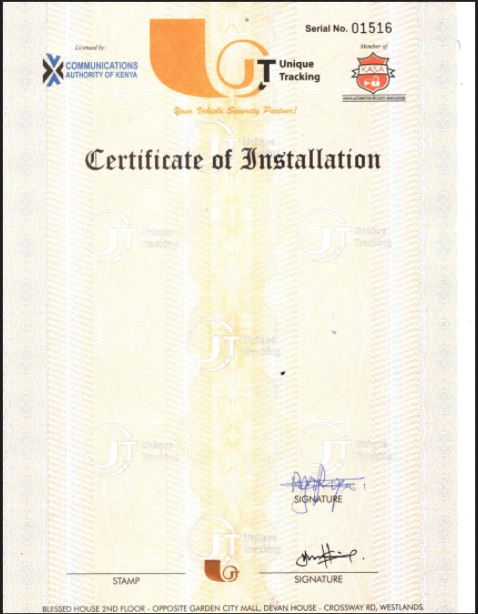 Serial No. 01516
Licensed by:
COMMUNICATIONS
AUTHORITY OF KENYA
UT Unique
Tracking
Your Vehicle Security Partner!
Member of
KASA
KENYA AUTOMOTIVE SECURITY ASSOCIATION
Certificate of Installation
UT Unique
Tracking
UT Unique
Tracking
UT Unique
Tracking
UT Unique
Tracking
UT Unique
Tracking
UT Unique
Tracking
UT Unique
Tracking
SIGNATURE
STAMP
SIGNATURE
BLESSED HOUSE 2ND FLOOR - OPPOSITE GARDEN CITY MALL, DEVAN HOUSE - CROSSWAY RD, WESTLANDS.